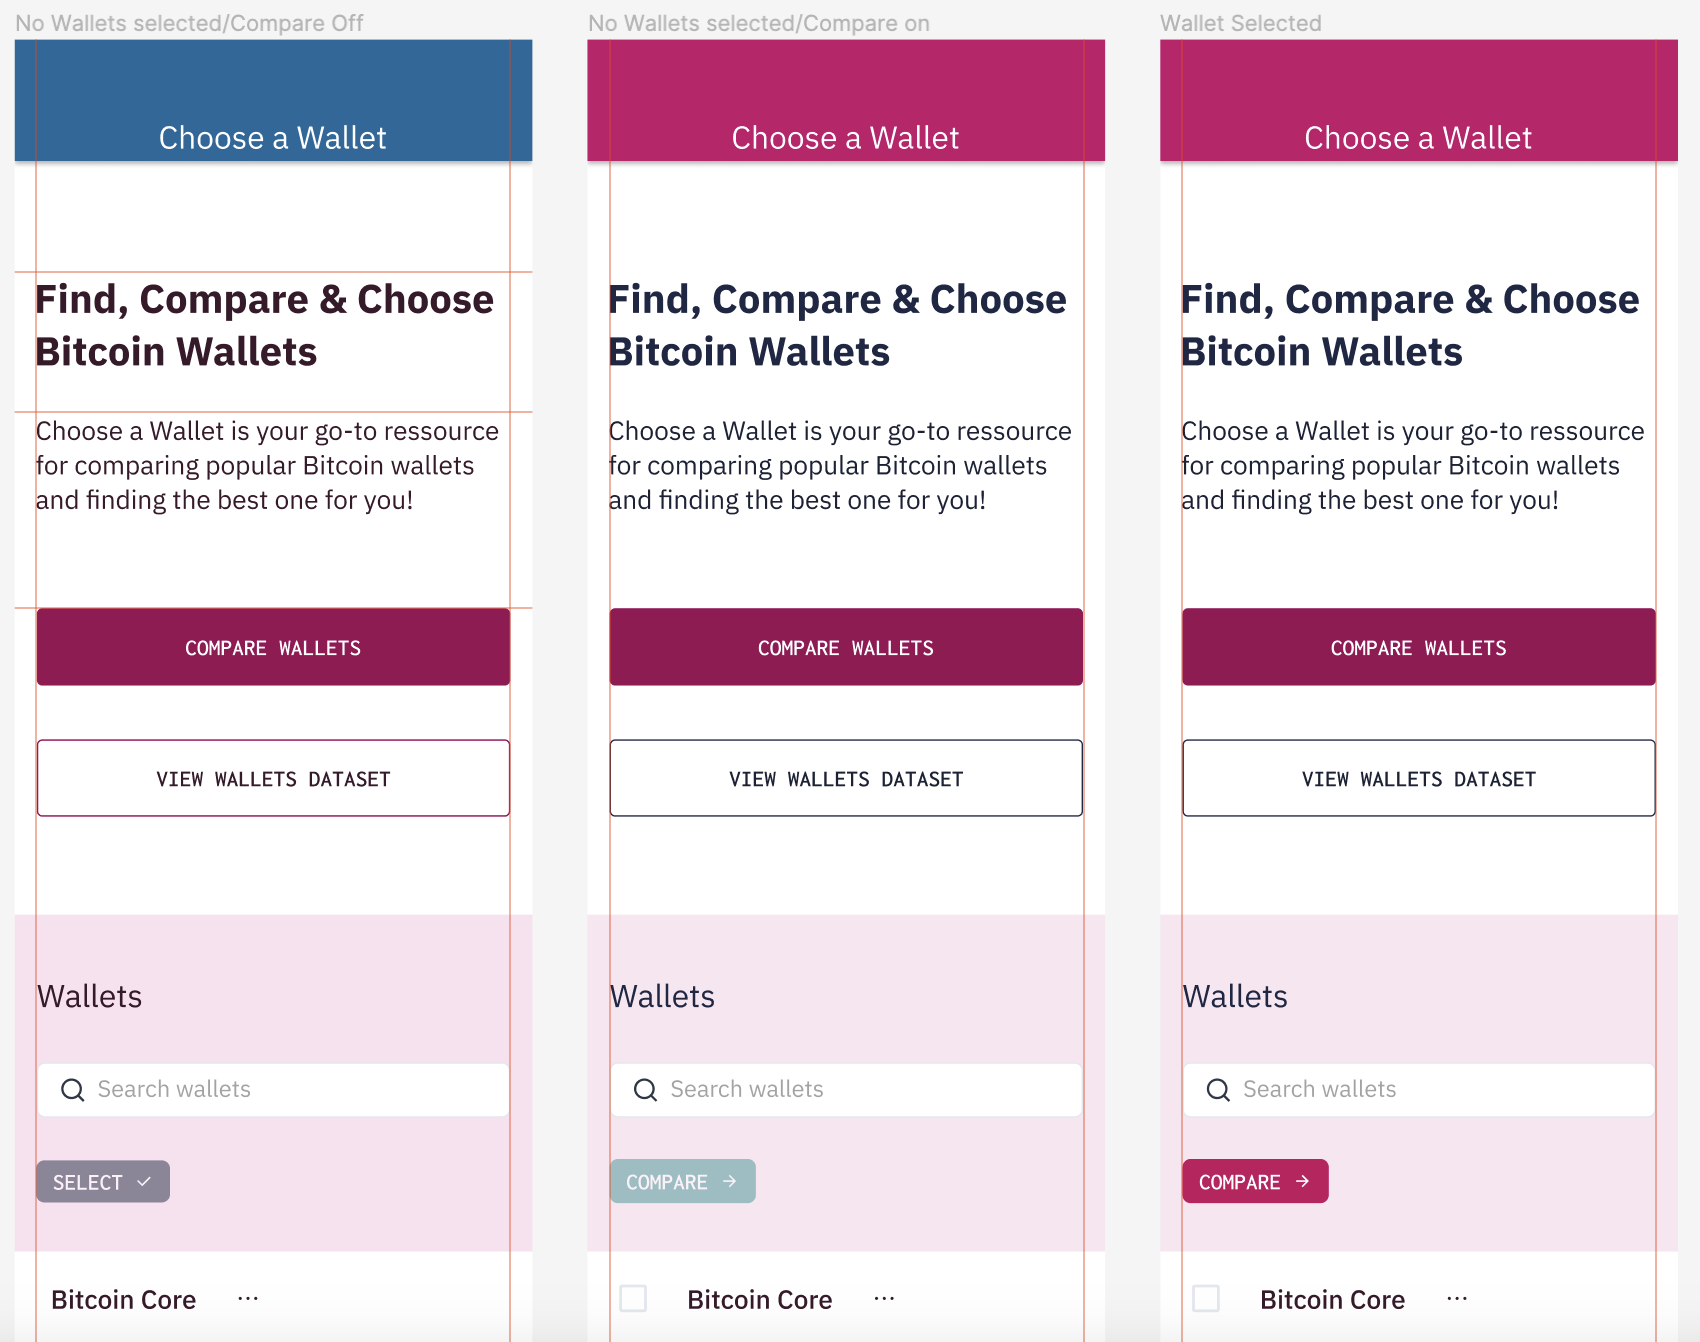 No Wallets selected/Compare Off
Choose a Wallet
Find, Compare & Choose
Bitcoin Wallets
Choose a Wallet is your go-to ressource
for comparing popular Bitcoin wallets
and finding the best one for you!
COMPARE WALLETS
VIEW WALLETS DATASET
Wallets
Search wallets
SELECT
Bitcoin Core ...
No Wallets selected/Compare on
Choose a Wallet
Find, Compare & Choose
Bitcoin Wallets
Choose a Wallet is your go-to ressource
for comparing popular Bitcoin wallets
and finding the best one for you!
COMPARE WALLETS
VIEW WALLETS DATASET
Wallets
Search wallets
COMPARE →
Bitcoin Core ...
Wallet Selected
Choose a Wallet
Find, Compare & Choose
Bitcoin Wallets
Choose a Wallet is your go-to ressource
for comparing popular Bitcoin wallets
and finding the best one for you!
COMPARE WALLETS
VIEW WALLETS DATASET
Wallets
Search wallets
COMPARE →
Bitcoin Core ...